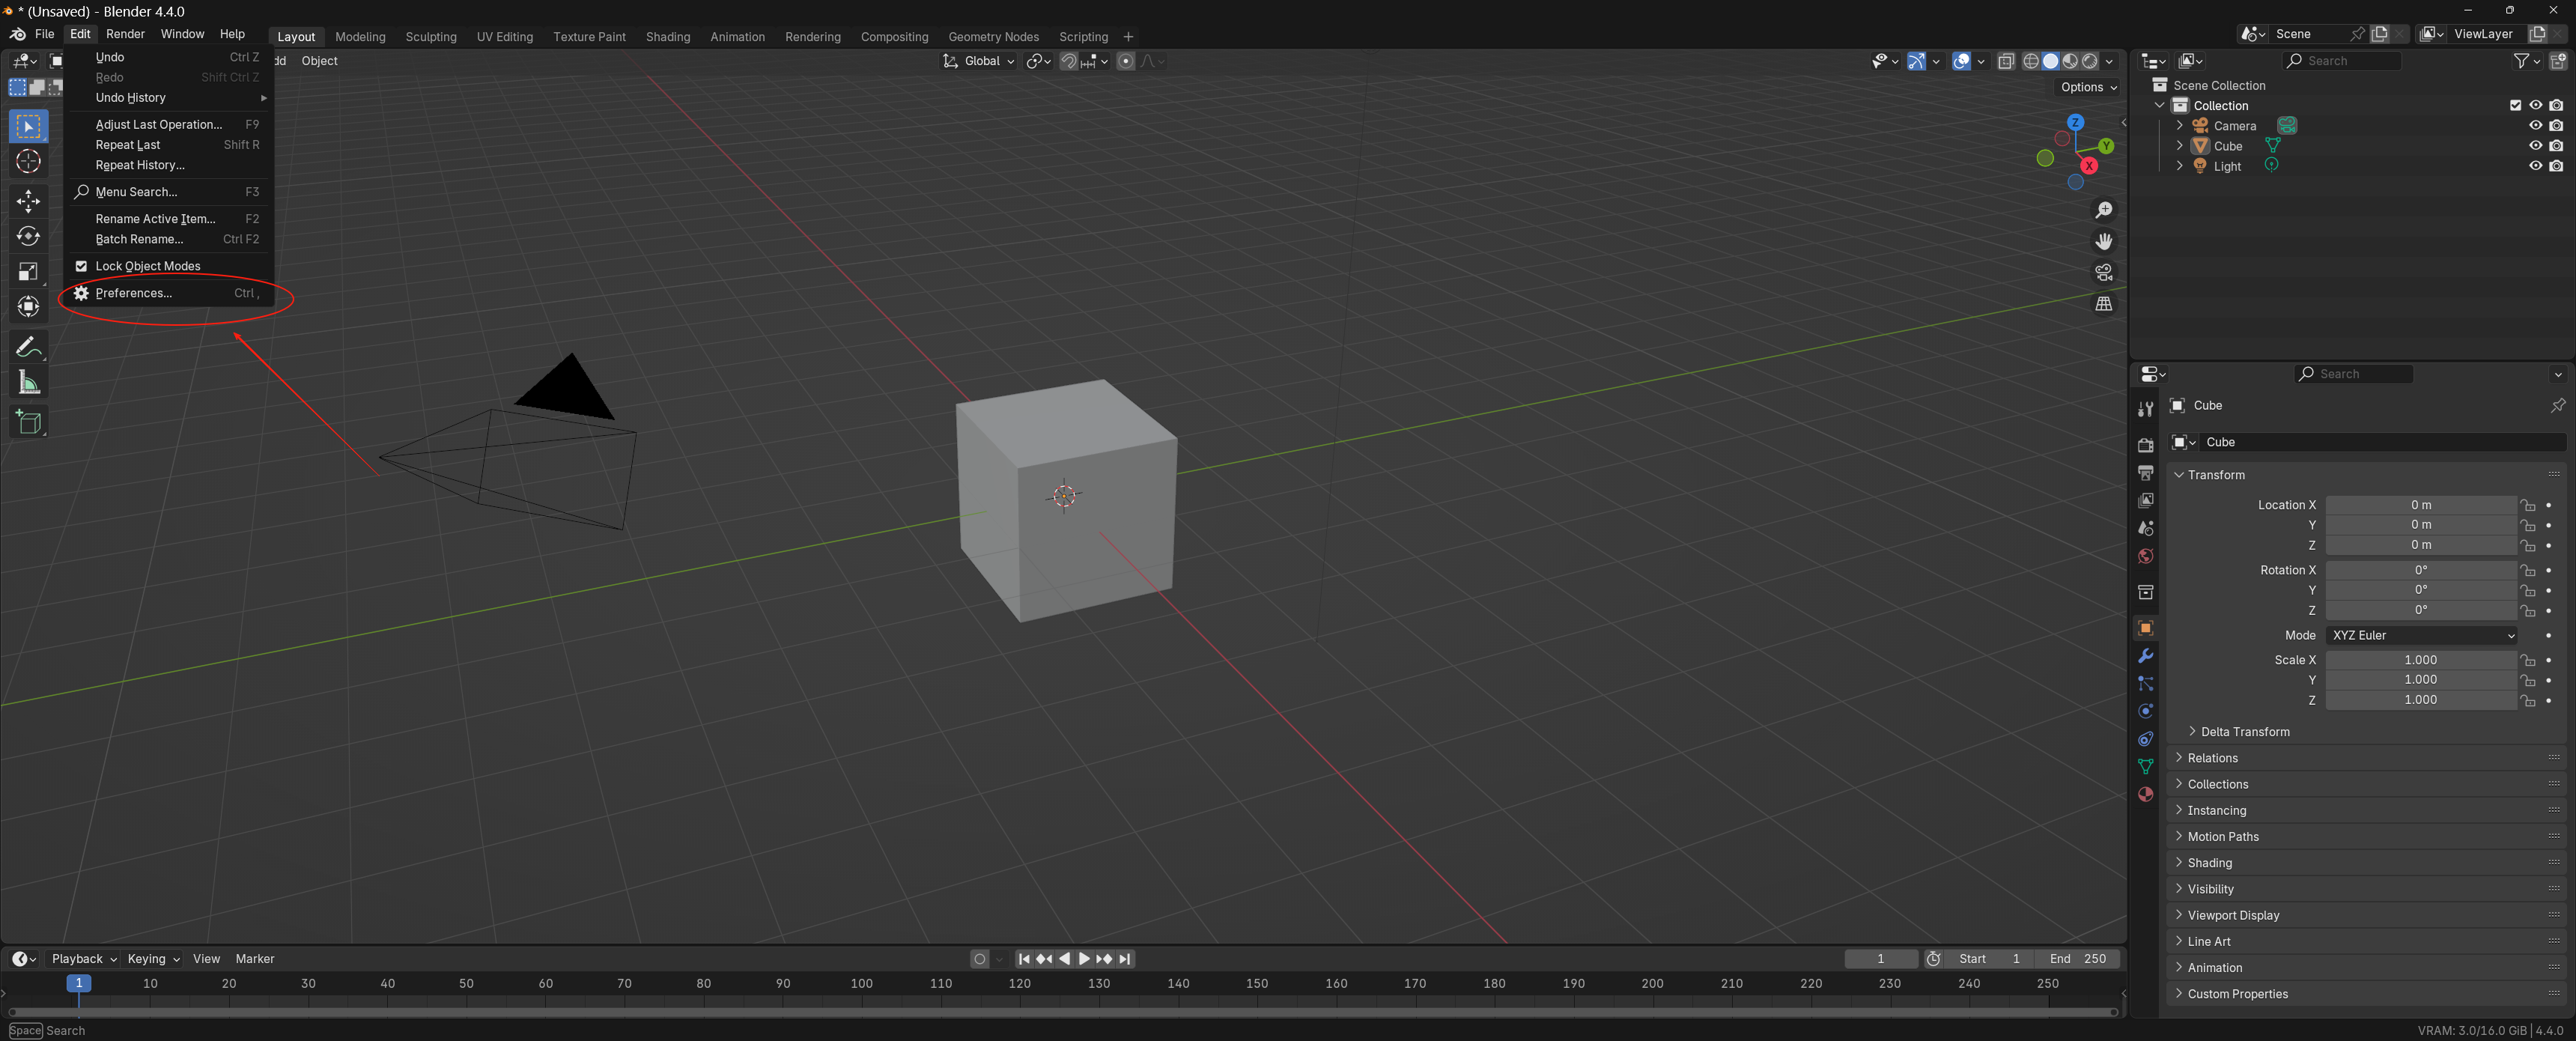 * (Unsaved) - Blender 4.4.0
File Edit Render Window Help Layout Modeling Sculpting UV Editing Texture Paint Shading Animation Rendering Compositing Geometry Nodes Scripting + Scene ViewLayer
Object Global Search
Undo Ctrl Z
Redo Shift Ctrl Z
Undo History
Adjust Last Operation... F9
Repeat Last Shift R
Repeat History...
Menu Search... F3
Rename Active Item... F2
Batch Rename... Ctrl F2
Lock Object Modes
Preferences... Ctrl ,
Options
Z
Y
X
Scene Collection
Collection
Camera
Cube
Light
Search
Cube
Cube
Transform
Location X 0 m
Y 0 m
Z 0 m
Rotation X 0°
Y 0°
Z 0°
Mode XYZ Euler
Scale X 1.000
Y 1.000
Z 1.000
Delta Transform
Relations
Collections
Instancing
Motion Paths
Shading
Visibility
Viewport Display
Line Art
Animation
Custom Properties
Playback Keying View Marker 1 Start 1 End 250
1 10 20 30 40 50 60 70 80 90 100 110 120 130 140 150 160 170 180 190 200 210 220 230 240 250
Space Search VRAM: 3.0/16.0 GiB | 4.4.0